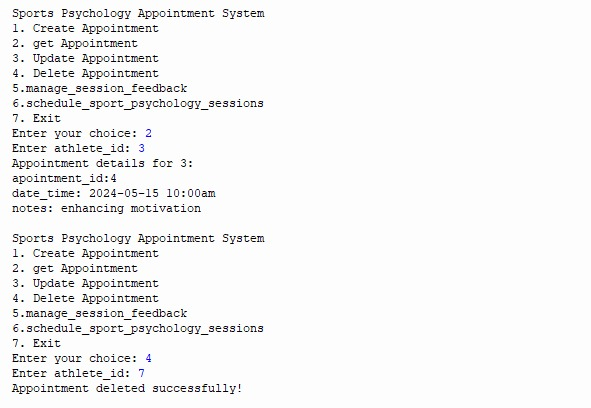 Sports Psychology Appointment System
1. Create Appointment
2. get Appointment
3. Update Appointment
4. Delete Appointment
5.manage_session_feedback
6.schedule_sport_psychology_sessions
7. Exit
Enter your choice: 2
Enter athlete_id: 3
Appointment details for 3:
apointment_id:4
date_time: 2024-05-15 10:00am
notes: enhancing motivation

Sports Psychology Appointment System
1. Create Appointment
2. get Appointment
3. Update Appointment
4. Delete Appointment
5.manage_session_feedback
6.schedule_sport_psychology_sessions
7. Exit
Enter your choice: 4
Enter athlete_id: 7
Appointment deleted successfully!